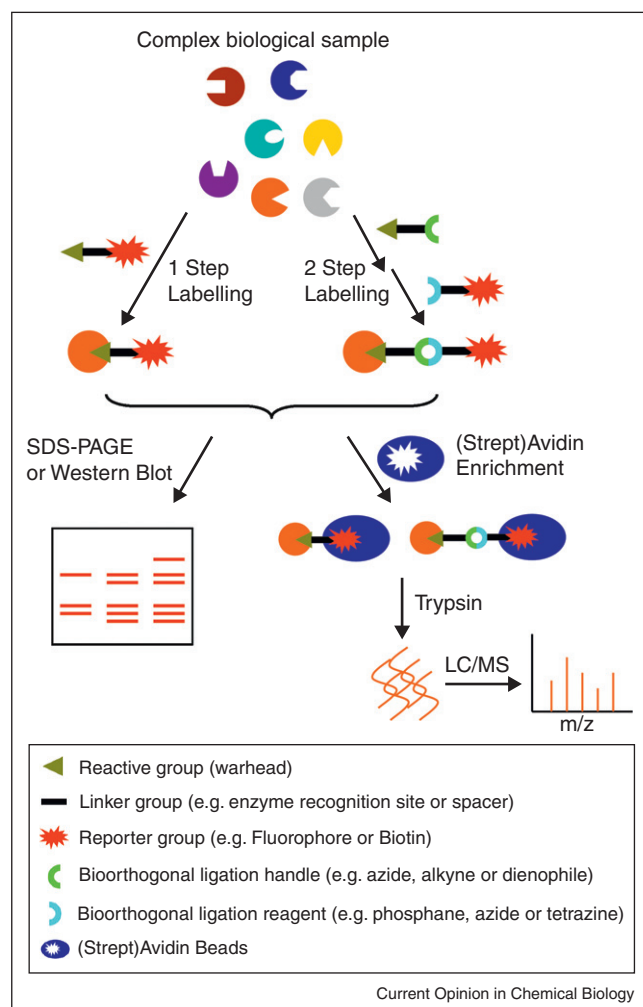 Complex biological sample
1 Step
Labelling
2 Step
Labelling
SDS-PAGE
or Western Blot
(Strept)Avidin
Enrichment
Trypsin
LC/MS
m/z
Reactive group (warhead)
Linker group (e.g. enzyme recognition site or spacer)
Reporter group (e.g. Fluorophore or Biotin)
Bioorthogonal ligation handle (e.g. azide, alkyne or dienophile)
Bioorthogonal ligation reagent (e.g. phosphane, azide or tetrazine)
(Strept)Avidin Beads
Current Opinion in Chemical Biology